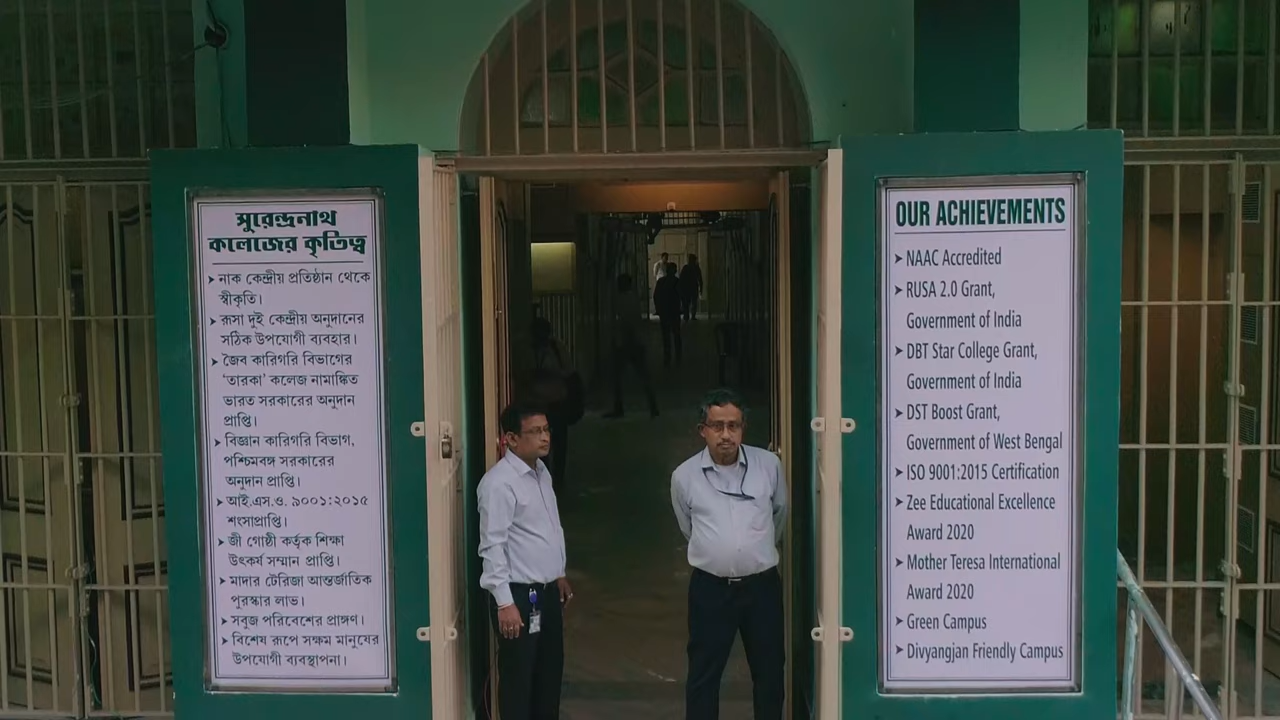 সুরেন্দ্রনাথ
কলেজের কৃতিত্ব
➤ নাক কেন্দ্রীয় প্রতিষ্ঠান থেকে
স্বীকৃতি।
➤ রুসা দুই কেন্দ্রীয় অনুদানের
সঠিক উপযোগী ব্যবহার।
➤ জৈব কারিগরি বিভাগের
‘তারকা’ কলেজ নামাঙ্কিত
ভারত সরকারের অনুদান
প্রাপ্তি।
➤ বিজ্ঞান কারিগরি বিভাগ,
পশ্চিমবঙ্গ সরকারের
অনুদান প্রাপ্তি।
➤ আই.এস.ও. ৯০০১:২০১৫
শংসাপ্রাপ্তি।
➤ জী গোষ্ঠী কর্তৃক শিক্ষা
উৎকর্ষ সম্মান প্রাপ্তি।
➤ মাদার টেরিজা আন্তর্জাতিক
পুরস্কার লাভ।
➤ সবুজ পরিবেশের প্রাঙ্গণ।
➤ বিশেষ রূপে সক্ষম মানুষের
উপযোগী ব্যবস্থাপনা।
OUR ACHIEVEMENTS
➤ NAAC Accredited
➤ RUSA 2.0 Grant,
Government of India
➤ DBT Star College Grant,
Government of India
➤ DST Boost Grant,
Government of West Bengal
➤ ISO 9001:2015 Certification
➤ Zee Educational Excellence
Award 2020
➤ Mother Teresa International
Award 2020
➤ Green Campus
➤ Divyangjan Friendly Campus